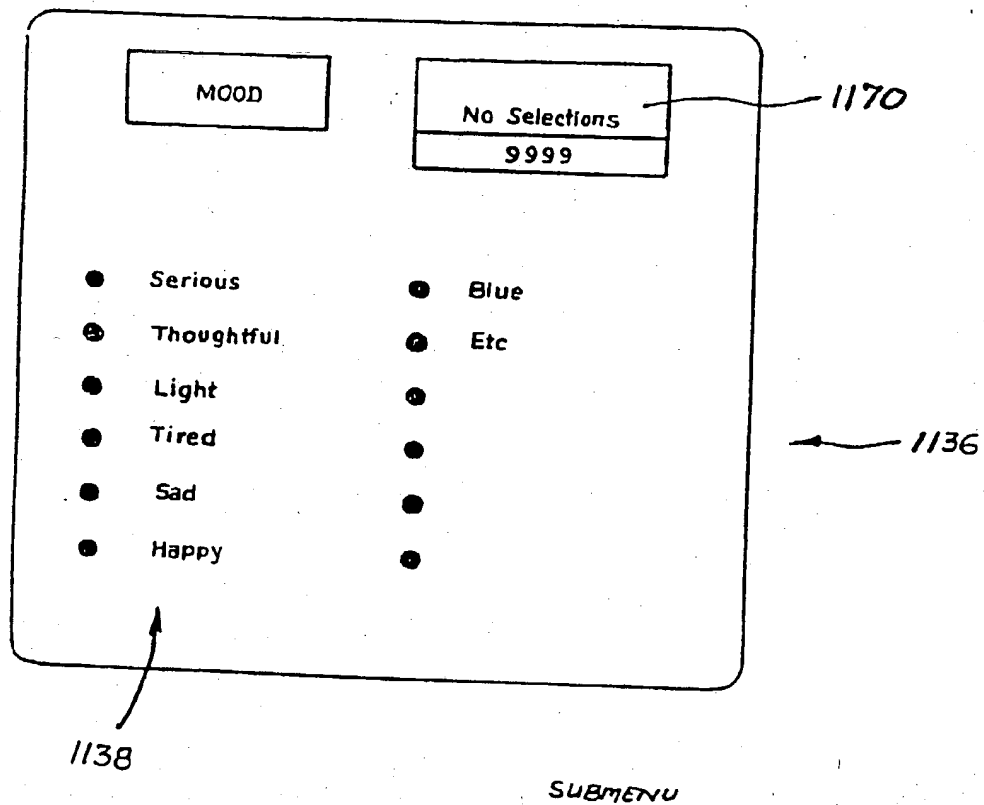 MOOD
No Selections
9999
1170
Serious
Thoughtful
Light
Tired
Sad
Happy
Blue
Etc
1136
1138
SUBMENU